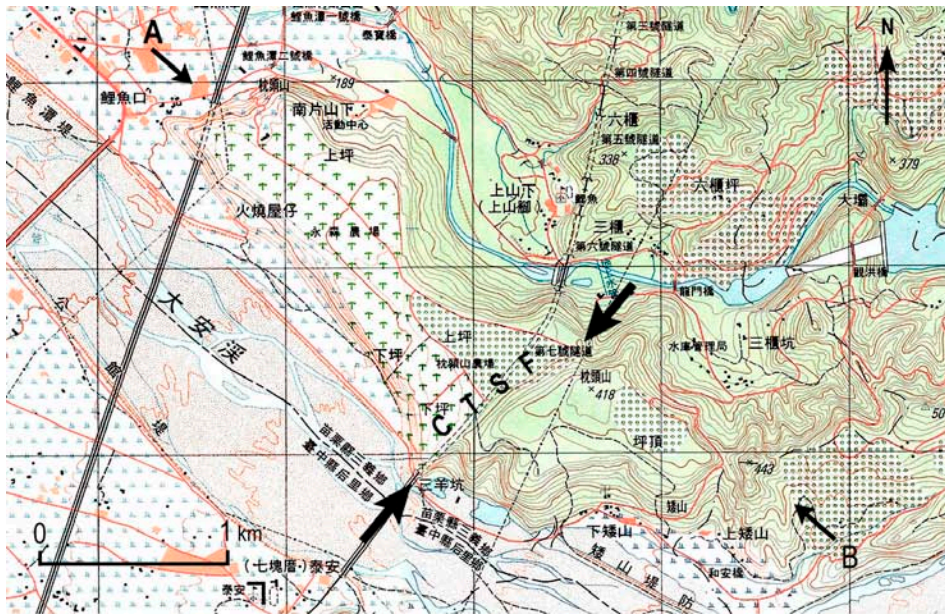 鯉魚潭一號橋
泰寶橋
第三號隧道
A
鯉魚潭二號橋
N
枕頭山
189
第四號隧道
鯉魚口
南片山下
活動中心
六櫃
第五號隧道
鯉魚潭堤
上坪
338
379
六櫃坪
上山下
(上山腳)
鯉魚
大壩
火燒屋仔
三櫃
永霖農場
第六號隧道
觀洪橋
龍門橋
大安溪
上坪
第七號隧道
水庫管理局
三櫃坑
下坪
枕頭山農場
CTSF
枕頭山
418
下坪
坪頂
公館堤
苗栗縣三義鄉
臺中縣后里鄉
443
50
三羊坑
矮山
0
1 km
苗栗縣三義鄉
臺中縣后里鄉
下矮山
上矮山
B
矮山堤防
和安橋
(七塊厝)泰安
泰安